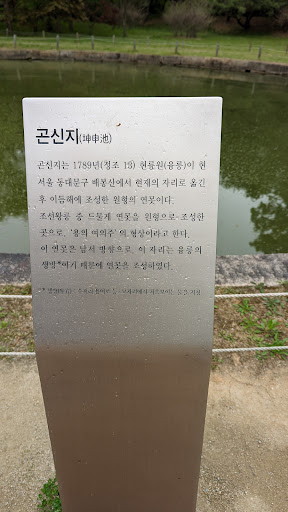 곤신지(坤申池)
곤신지는 1789년(정조 13) 현륭원(융릉)이 현
서울 동대문구 배봉산에서 현재의 자리로 옮긴
후 이듬해에 조성한 원형의 연못이다.
조선왕릉 중 드물게 연못을 원형으로 조성한
곳으로, '용의 여의주' 의 형상이라고 한다.
이 연못은 남서 방향으로, 이 자리는 융릉의
생방*이기 때문에 연못을 조성하였다.